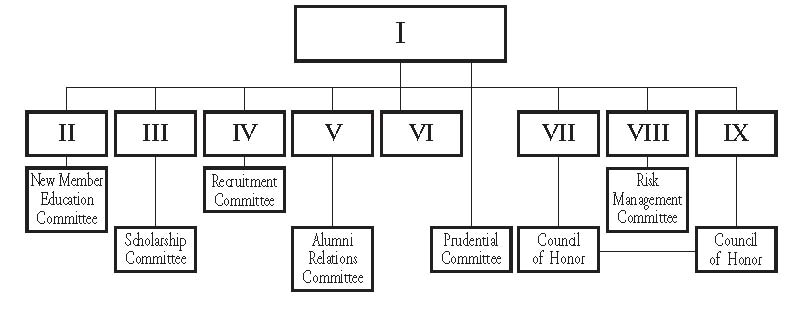 I
II
III
IV
V
VI
VII
VIII
IX
New Member
Education
Committee
Scholarship
Committee
Recruitment
Committee
Alumni
Relations
Committee
Prudential
Committee
Council
of Honor
Risk
Management
Committee
Council
of Honor